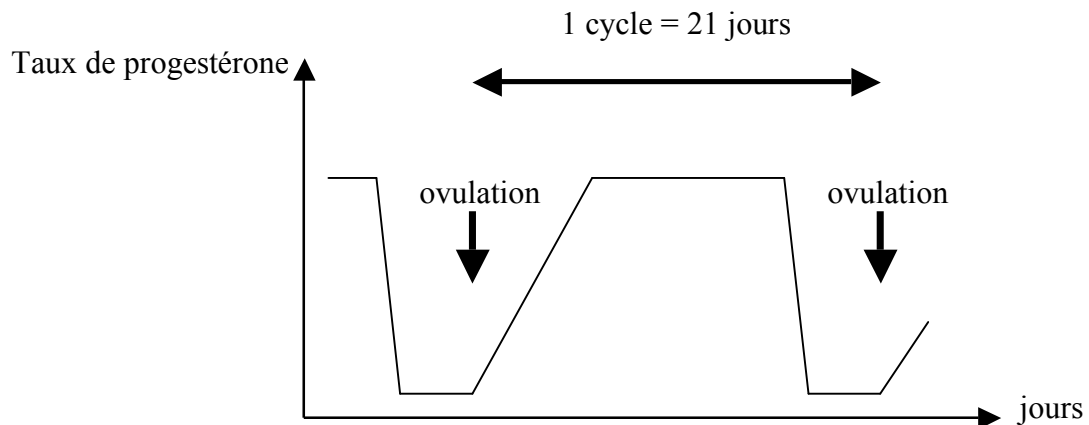 1 cycle = 21 jours
Taux de progestérone
ovulation
ovulation
jours